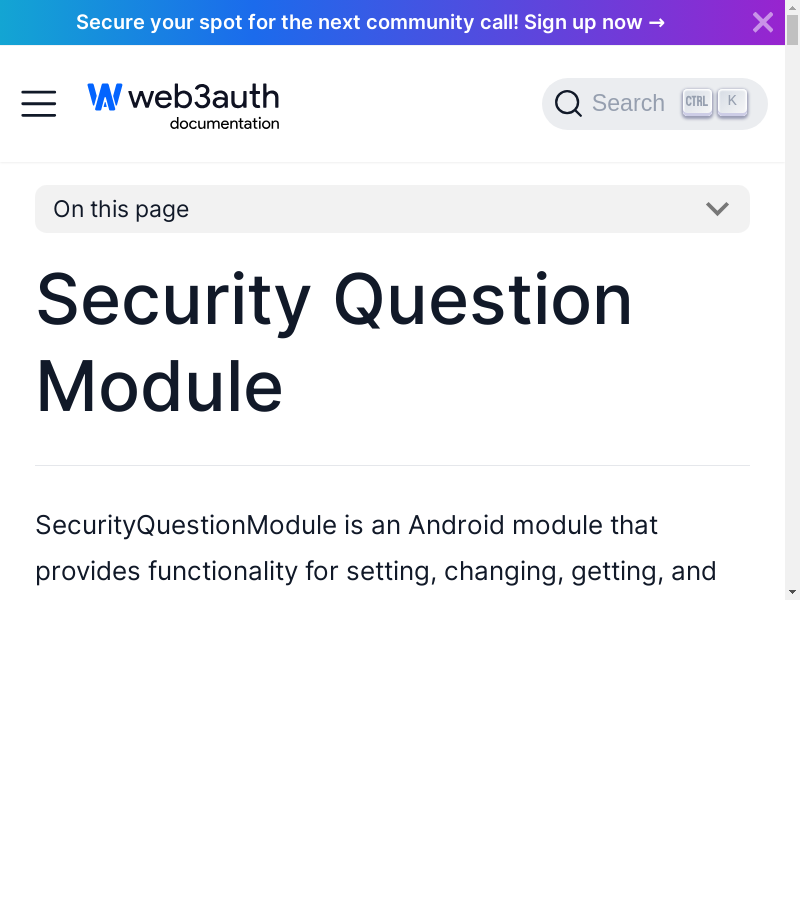 Secure your spot for the next community call! Sign up now →
web3auth
documentation
Search CTRL K
On this page
Security Question
Module
SecurityQuestionModule is an Android module that
provides functionality for setting, changing, getting, and